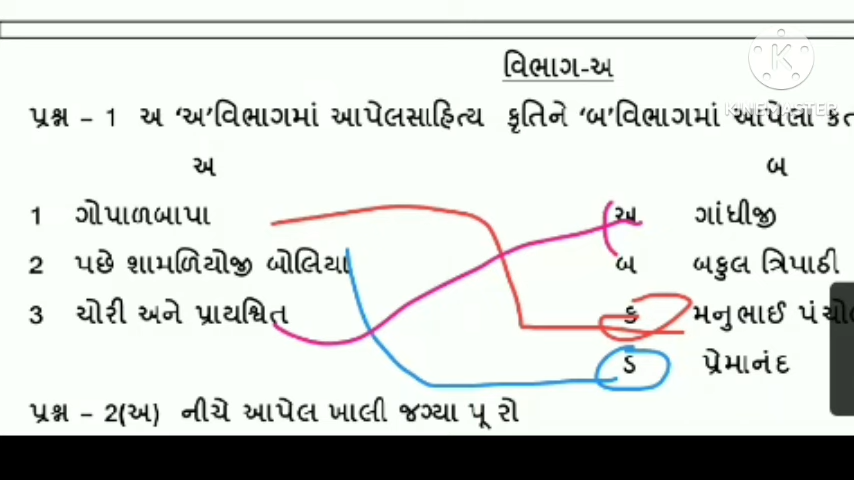 વિભાગ-અ
KINEMASTER
પ્રશ્ન – 1 અ ‘અ’વિભાગમાં આપેલસાહિત્ય કૃતિને ‘બ’વિભાગમાં આપેલા
અ બ
1 ગોપાળબાપા અ ગાંધીજી
2 પછે શામળિયોજી બોલિયા બ બકુલ ત્રિપાઠી
3 ચોરી અને પ્રાયશ્ચિત ક મનુભાઈ
ડ પ્રેમાનંદ
પ્રશ્ન – 2(અ) નીચે આપેલ ખાલી જગ્યા પૂ રો